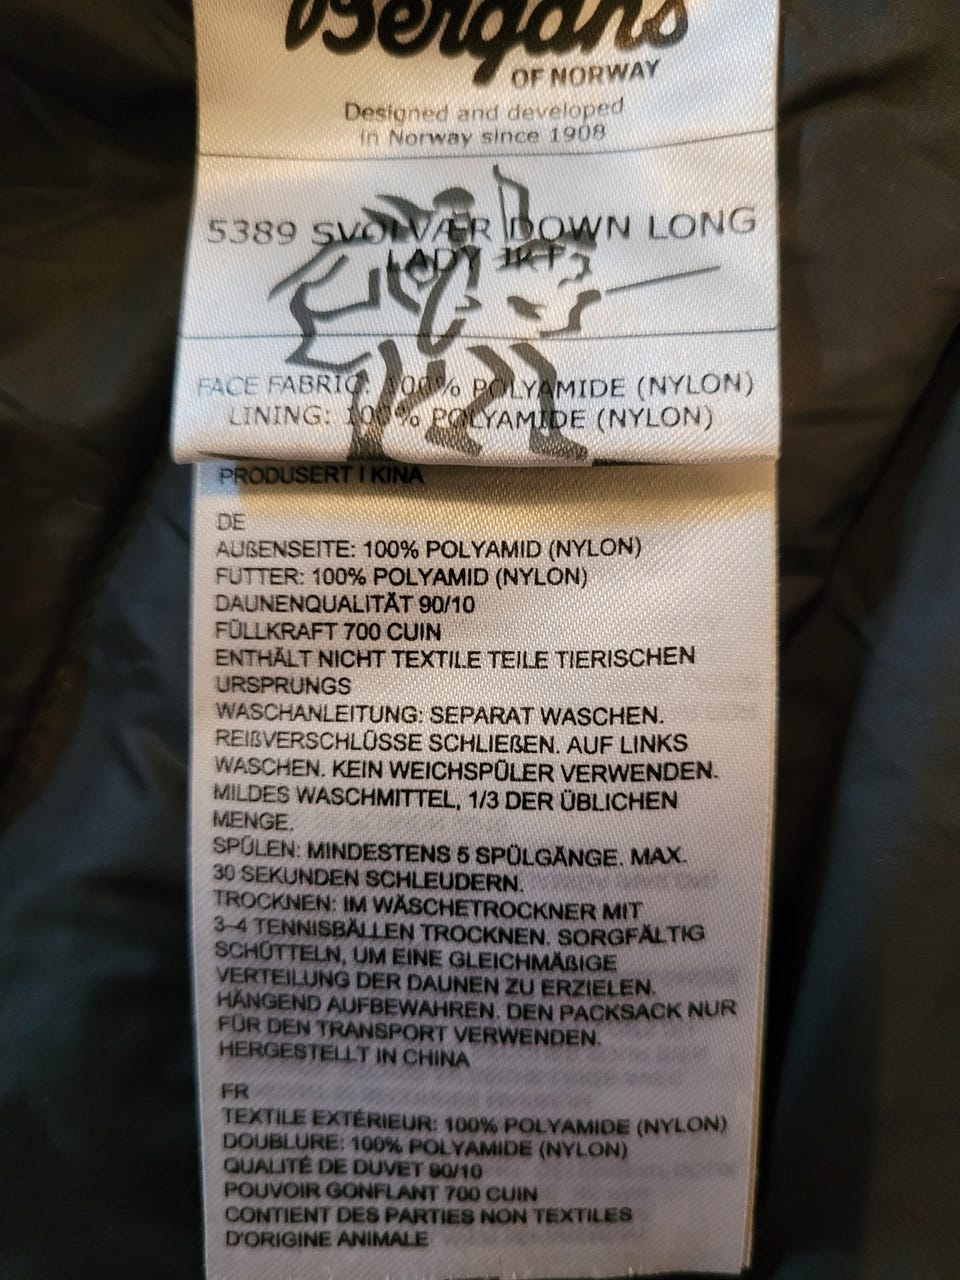 Bergans
OF NORWAY
Designed and developed
in Norway since 1908
5389 SVOLVÆR DOWN LONG
LADY JKT
FACE FABRIC: 100% POLYAMIDE (NYLON)
LINING: 100% POLYAMIDE (NYLON)
PRODUSERT I KINA
DE
AUßENSEITE: 100% POLYAMID (NYLON)
FUTTER: 100% POLYAMID (NYLON)
DAUNENQUALITÄT 90/10
FÜLLKRAFT 700 CUIN
ENTHÄLT NICHT TEXTILE TEILE TIERISCHEN
URSPRUNGS
WASCHANLEITUNG: SEPARAT WASCHEN.
REIßVERSCHLÜSSE SCHLIEßEN. AUF LINKS
WASCHEN. KEIN WEICHSPÜLER VERWENDEN.
MILDES WASCHMITTEL, 1/3 DER ÜBLICHEN
MENGE.
SPÜLEN: MINDESTENS 5 SPÜLGÄNGE. MAX.
30 SEKUNDEN SCHLEUDERN.
TROCKNEN: IM WÄSCHETROCKNER MIT
3-4 TENNISBÄLLEN TROCKNEN. SORGFÄLTIG
SCHÜTTELN, UM EINE GLEICHMÄßIGE
VERTEILUNG DER DAUNEN ZU ERZIELEN.
HÄNGEND AUFBEWAHREN. DEN PACKSACK NUR
FÜR DEN TRANSPORT VERWENDEN.
HERGESTELLT IN CHINA
FR
TEXTILE EXTÉRIEUR: 100% POLYAMIDE (NYLON)
DOUBLURE: 100% POLYAMIDE (NYLON)
QUALITÉ DE DUVET 90/10
POUVOIR GONFLANT 700 CUIN
CONTIENT DES PARTIES NON TEXTILES
D'ORIGINE ANIMALE